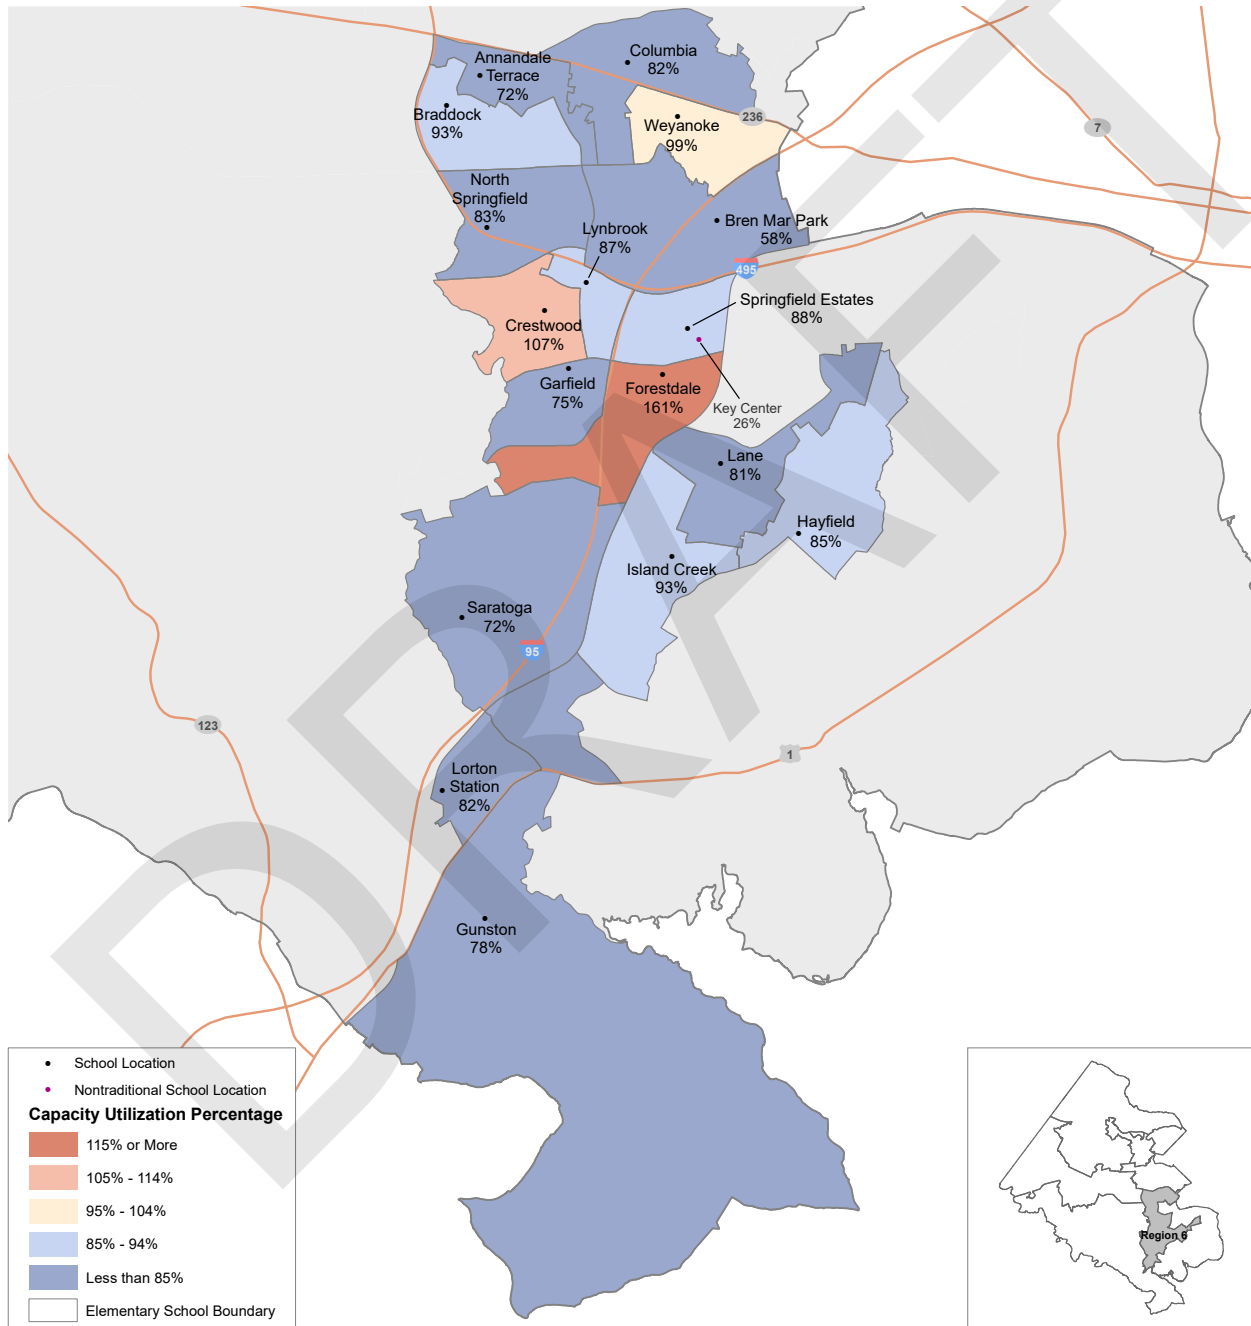 Columbia
82%
Annandale
Terrace
72%
Braddock
93%
Weyanoke
99%
236
7
North
Springfield
83%
Lynbrook
87%
Bren Mar Park
58%
495
Springfield Estates
88%
Crestwood
107%
Garfield
75%
Forestdale
161%
Key Center
26%
Lane
81%
Hayfield
85%
Island Creek
93%
Saratoga
72%
95
123
1
Lorton
Station
82%
Gunston
78%
DRAFT
School Location
Nontraditional School Location
Capacity Utilization Percentage
115% or More
105% - 114%
95% - 104%
85% - 94%
Less than 85%
Elementary School Boundary
Region 6